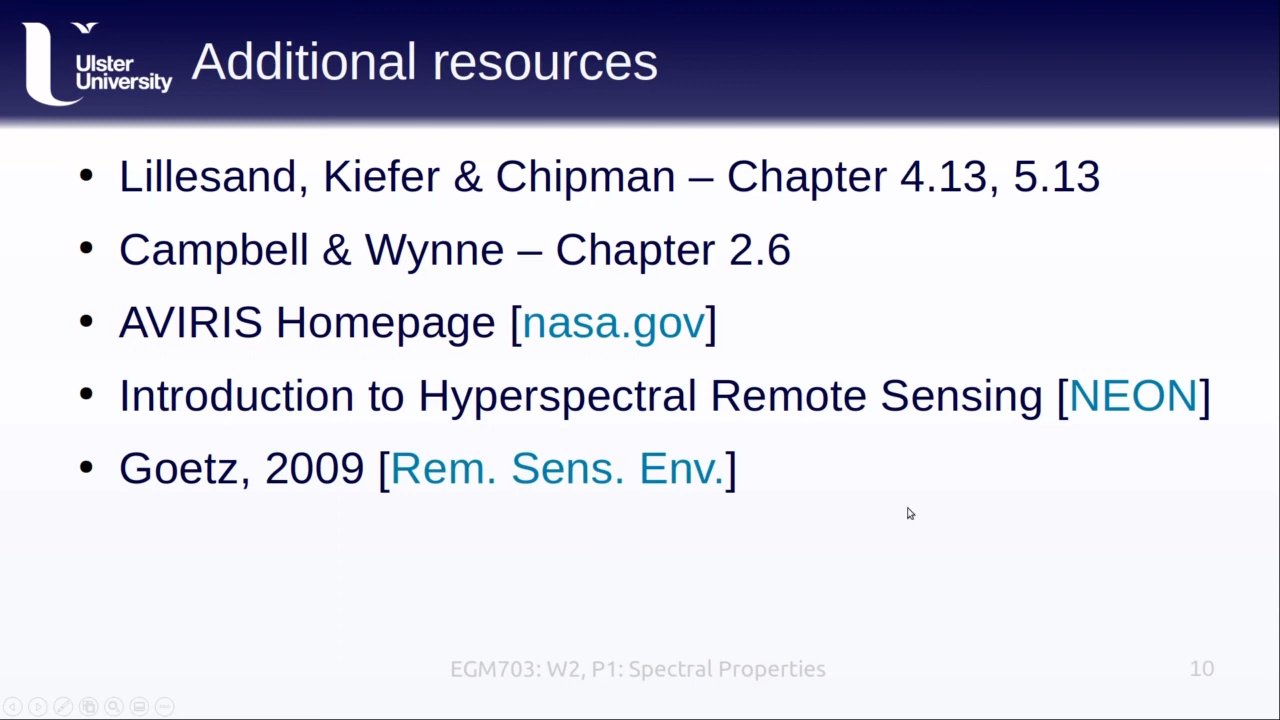 Ulster
University
Additional resources
• Lillesand, Kiefer & Chipman – Chapter 4.13, 5.13
• Campbell & Wynne – Chapter 2.6
• AVIRIS Homepage [nasa.gov]
• Introduction to Hyperspectral Remote Sensing [NEON]
• Goetz, 2009 [Rem. Sens. Env.]
EGM703: W2, P1: Spectral Properties
10